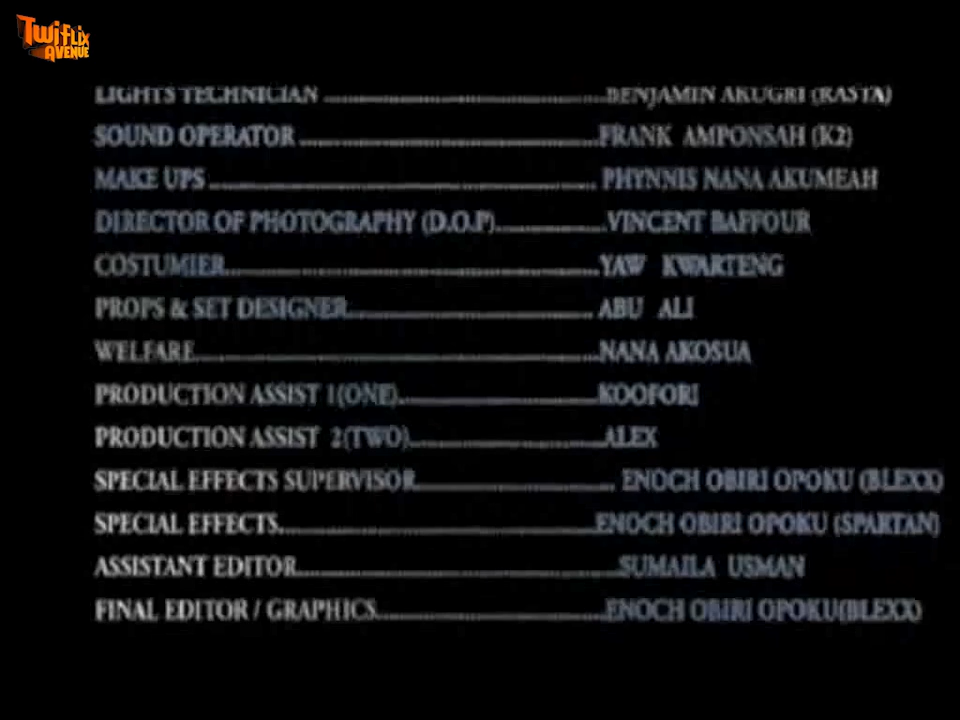 TwiFlix
AVENUE
LIGHTS TECHNICIAN ........................................BENJAMIN AKUGRI (RASTA)
SOUND OPERATOR ............................................FRANK AMPONSAH (K2)
MAKE UPS ......................................................... PHYNNIS NANA AKUMEAH
DIRECTOR OF PHOTOGRAPHY (D.O.P)................VINCENT BAFFOUR
COSTUMIER.......................................................YAW KWARTENG
PROPS & SET DESIGNER.................................... ABU ALI
WELFARE............................................................NANA AKOSUA
PRODUCTION ASSIST 1(ONE).............................KOOFORI
PRODUCTION ASSIST 2(TWO)............................ALEX
SPECIAL EFFECTS SUPERVISOR............................. ENOCH OBIRI OPOKU (BLEXX)
SPECIAL EFFECTS...............................................ENOCH OBIRI OPOKU (SPARTAN)
ASSISTANT EDITOR...............................................SUMAILA USMAN
FINAL EDITOR / GRAPHICS..................................ENOCH OBIRI OPOKU(BLEXX)